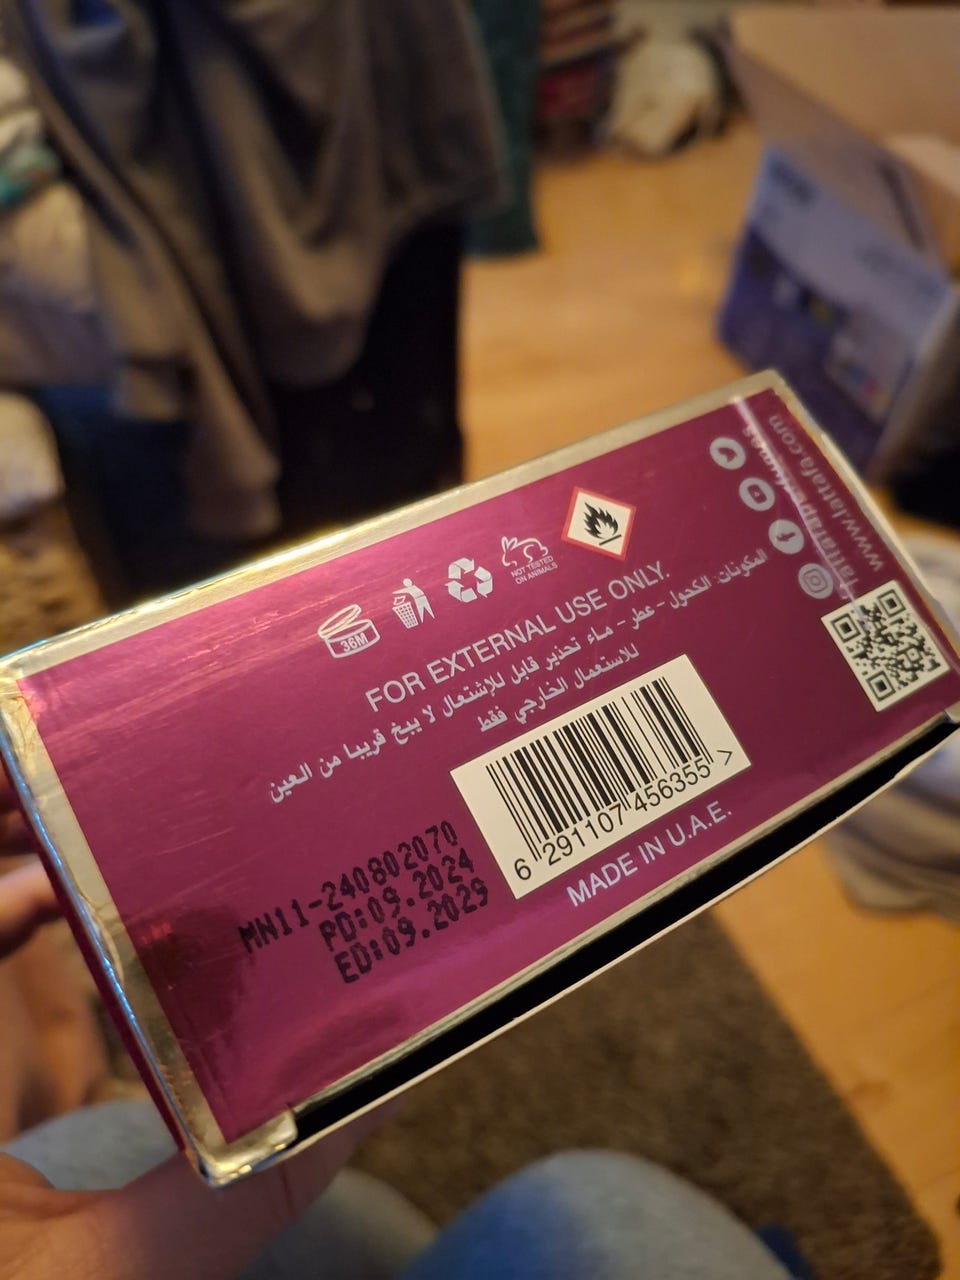 36M
NOT TESTED
ON ANIMALS
FOR EXTERNAL USE ONLY.
المكونات: الكحول - عطر - ماء تحذير قابل للإشتعال لا يبخ قريبا من العين
للاستعمال الخارجي فقط
6 291107 456355 >
MADE IN U.A.E.
MN11-240802070
PD:09.2024
ED:09.2029
lattafaperfumes
www.lattafa.com